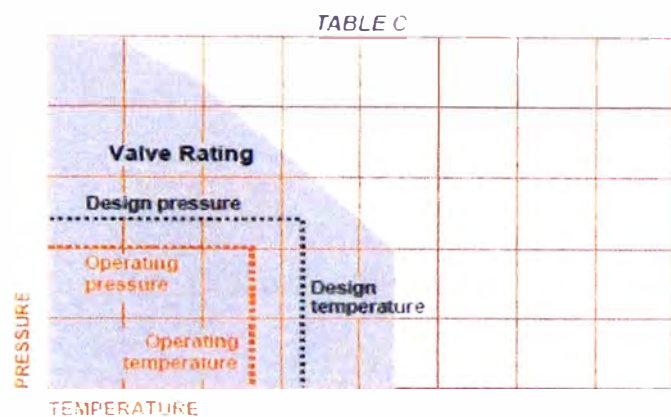 TABLE C
Valve Rating
Design pressure
Operating
pressure
Design
temperature
Operating
temperature
PRESSURE
TEMPERATURE